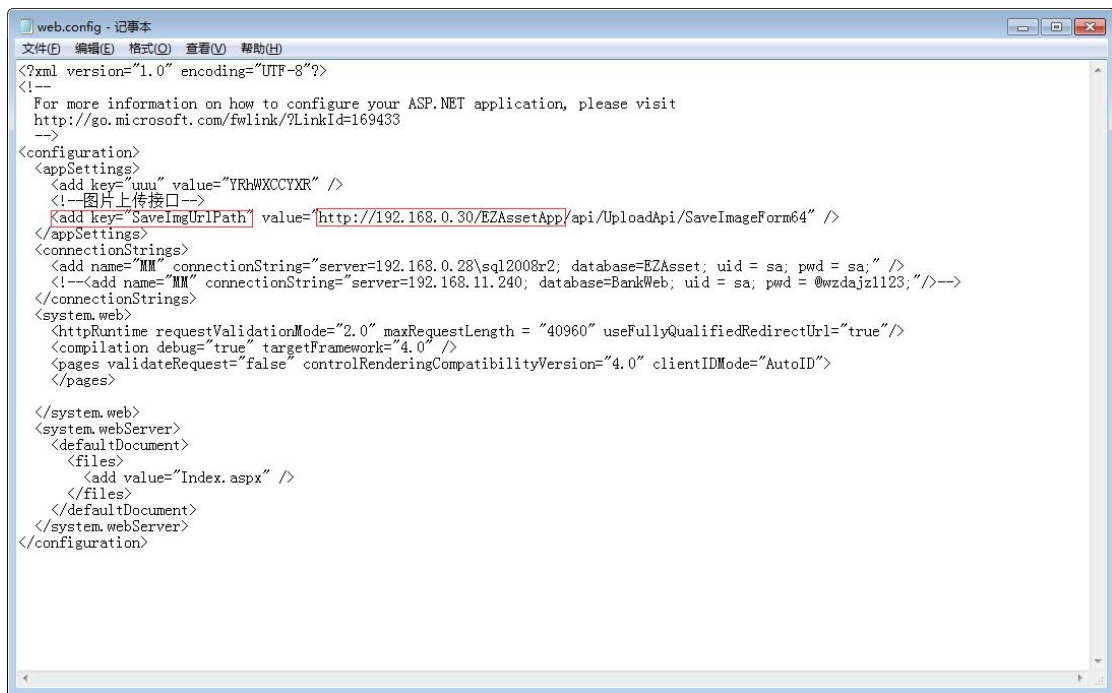 web.config - 记事本
文件(F) 编辑(E) 格式(O) 查看(V) 帮助(H)
<?xml version="1.0" encoding="UTF-8"?>
<!--
  For more information on how to configure your ASP.NET application, please visit
  http://go.microsoft.com/fwlink/?LinkId=169433
  -->
<configuration>
  <appSettings>
    <add key="uuu" value="YRhWXCCYXR" />
    <!--图片上传接口-->
    <add key="SaveImgUrlPath" value="http://192.168.0.30/EZAssetApp/api/UploadApi/SaveImageForm64" />
  </appSettings>
  <connectionStrings>
    <add name="MM" connectionString="server=192.168.0.28\sql2008r2; database=EZAsset; uid = sa; pwd = sa;" />
    <!--<add name="MM" connectionString="server=192.168.11.240; database=BankWeb; uid = sa; pwd = @wzdajz1123;"/>-->
  </connectionStrings>
  <system.web>
    <httpRuntime requestValidationMode="2.0" maxRequestLength = "40960" useFullyQualifiedRedirectUrl="true"/>
    <compilation debug="true" targetFramework="4.0" />
    <pages validateRequest="false" controlRenderingCompatibilityVersion="4.0" clientIDMode="AutoID">
    </pages>
  </system.web>
  <system.webServer>
    <defaultDocument>
      <files>
        <add value="Index.aspx" />
      </files>
    </defaultDocument>
  </system.webServer>
</configuration>